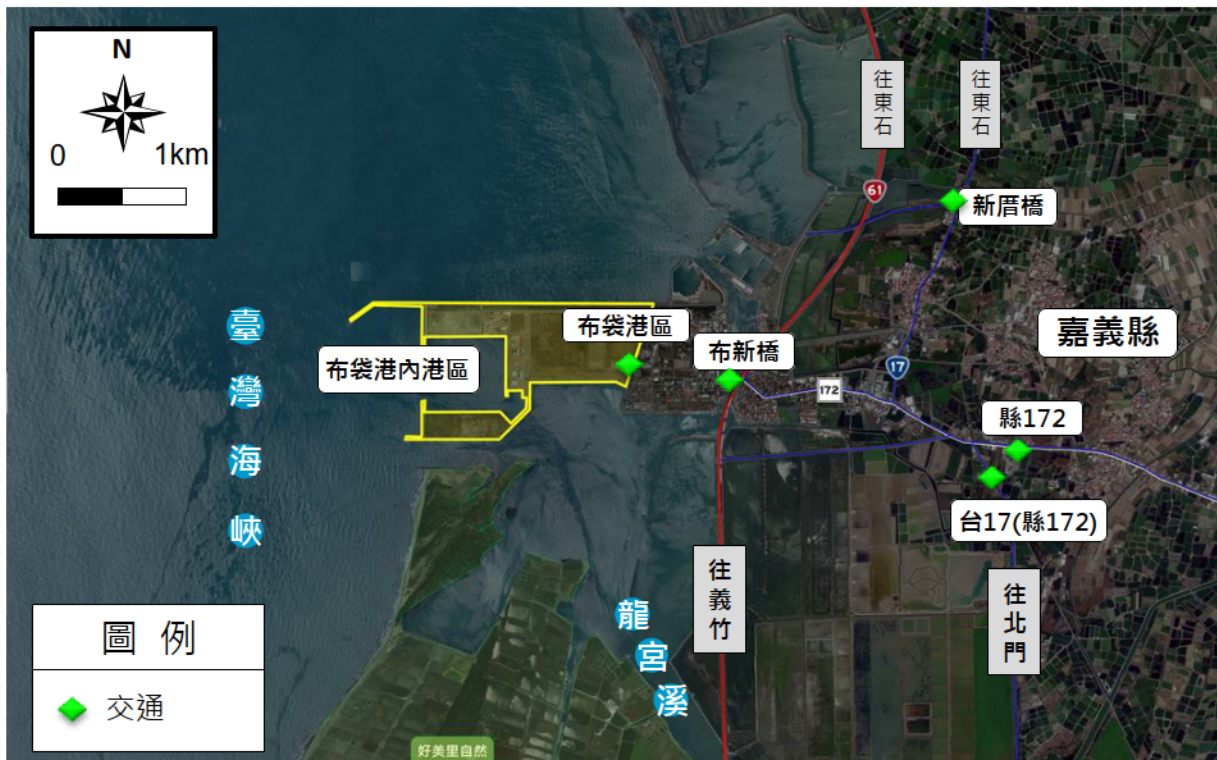 N
0 1km
往東石
往東石
61
新厝橋
布袋港區
嘉義縣
布袋港內港區
布新橋
臺灣海峽
17
172
縣172
台17(縣172)
往義竹
往北門
龍宮溪
圖例
交通
好美里自然